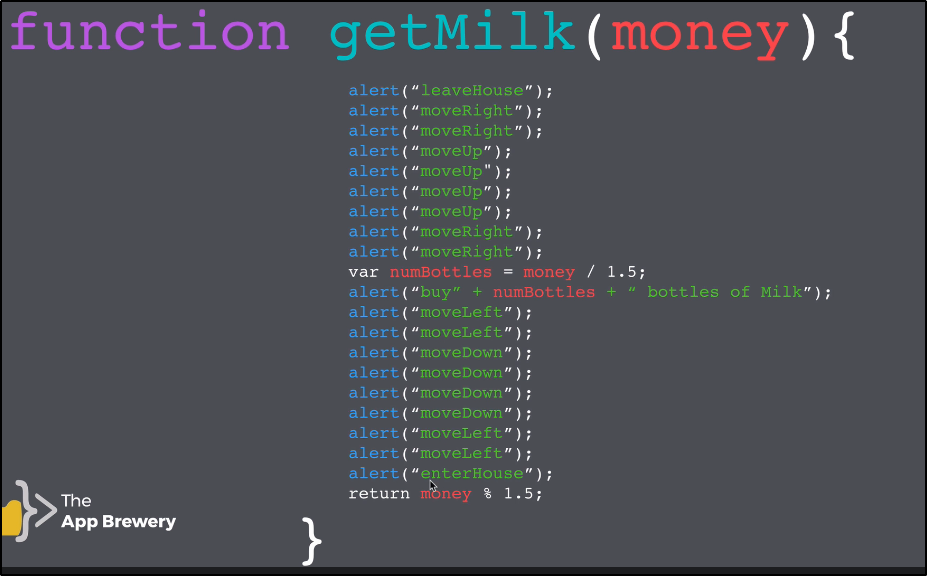 function getMilk(money){
alert(“leaveHouse”);
alert(“moveRight”);
alert(“moveRight”);
alert(“moveUp”);
alert(“moveUp");
alert(“moveUp”);
alert(“moveUp”);
alert(“moveRight”);
alert(“moveRight”);
var numBottles = money / 1.5;
alert(“buy” + numBottles + “ bottles of Milk”);
alert(“moveLeft”);
alert(“moveLeft”);
alert(“moveDown”);
alert(“moveDown”);
alert(“moveDown”);
alert(“moveDown”);
alert(“moveLeft”);
alert(“moveLeft”);
alert(“enterHouse”);
return money % 1.5;
}
The
App Brewery